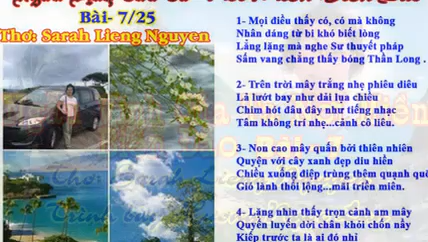 Bài- 7/25
Thơ: Sarah Lieng Nguyen
1- Mọi điều thấy có, có mà không
Nhân dáng từ bi khó biết lòng
Lẳng lặng mà nghe Sư thuyết pháp
Sấm vang chẳng thấy bóng Thần Long .
2- Trên trời mây trắng nhẹ phiêu diêu
Lả lướt bay như dải lụa chiều
Chim hót đâu đây như tiếng nhạc
Tâm không trí nhẹ...cảnh cô liêu.
3- Non cao mây quấn bởi thiên nhiên
Quyện với cây xanh đẹp dịu hiền
Chiều xuống điệp trùng thêm quạnh quẽ
Gió lảnh thổi lộng...mãi triền miên.
4- Lặng nhìn thấy trọn cảnh am mây
Quyến luyến dời chân khỏi chốn nầy
Kiếp trước ta là ai đó nhỉ